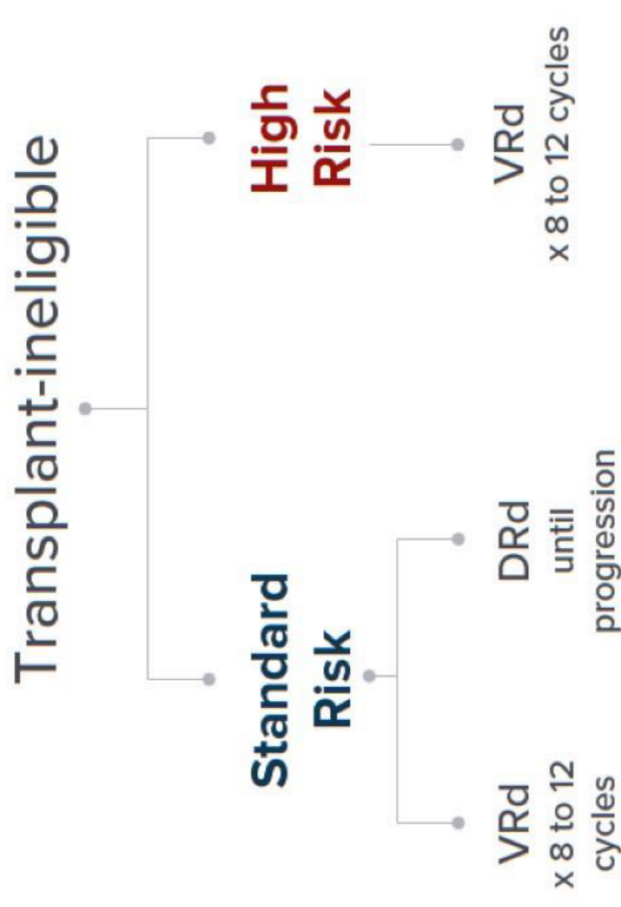 Transplant-ineligible
Standard
Risk
High
Risk
VRd
x 8 to 12
cycles
DRd
until
progression
VRd
x 8 to 12 cycles